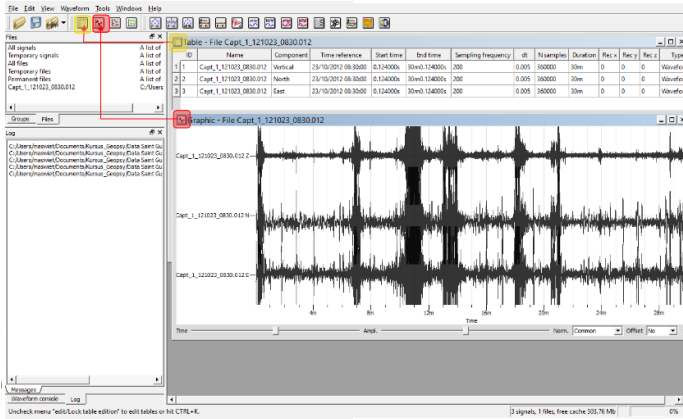 File Edit View Waveform Tools Windows Help
Files
All signals A list of
Temporary signals A list of
All files A list of
Temporary files A list of
Permanent files A list of
Capt_1_121023_0830.012 C:/Users
Groups Files
Log
C:/Users/masviet/Documents/Kursus_Geopsy/Data Saint Gu
C:/Users/masviet/Documents/Kursus_Geopsy/Data Saint Gu
C:/Users/masviet/Documents/Kursus_Geopsy/Data Saint Gu
C:/Users/masviet/Documents/Kursus_Geopsy/Data Saint Gu
C:/Users/masviet/Documents/Kursus_Geopsy/Data Saint Gu
Messages
Waveform console Log
Table - File Capt_1_121023_0830.012
ID Name Component Time reference Start time End time Sampling frequency dt N samples Duration Rec x Rec y Rec z Type
1 1 Capt_1_121023_0830.012 Vertical 23/10/2012 08:30:00 0.124000s 30m0.124000s 200 0.005 360000 30m 0 0 0 Wavefor
2 2 Capt_1_121023_0830.012 North 23/10/2012 08:30:00 0.124000s 30m0.124000s 200 0.005 360000 30m 0 0 0 Wavefor
3 3 Capt_1_121023_0830.012 East 23/10/2012 08:30:00 0.124000s 30m0.124000s 200 0.005 360000 30m 0 0 0 Wavefor
Graphic - File Capt_1_121023_0830.012
Capt_1_121023_0830.012 Z
Capt_1_121023_0830.012 N
Capt_1_121023_0830.012 E
4m 8m 12m 16m 20m 24m 28m
Time
Time Ampl. Norm. Common Offset No
Uncheck menu "edit/Lock table edition" to edit tables or hit CTRL+K.
3 signals, 1 files, free cache 503.76 Mb
0%